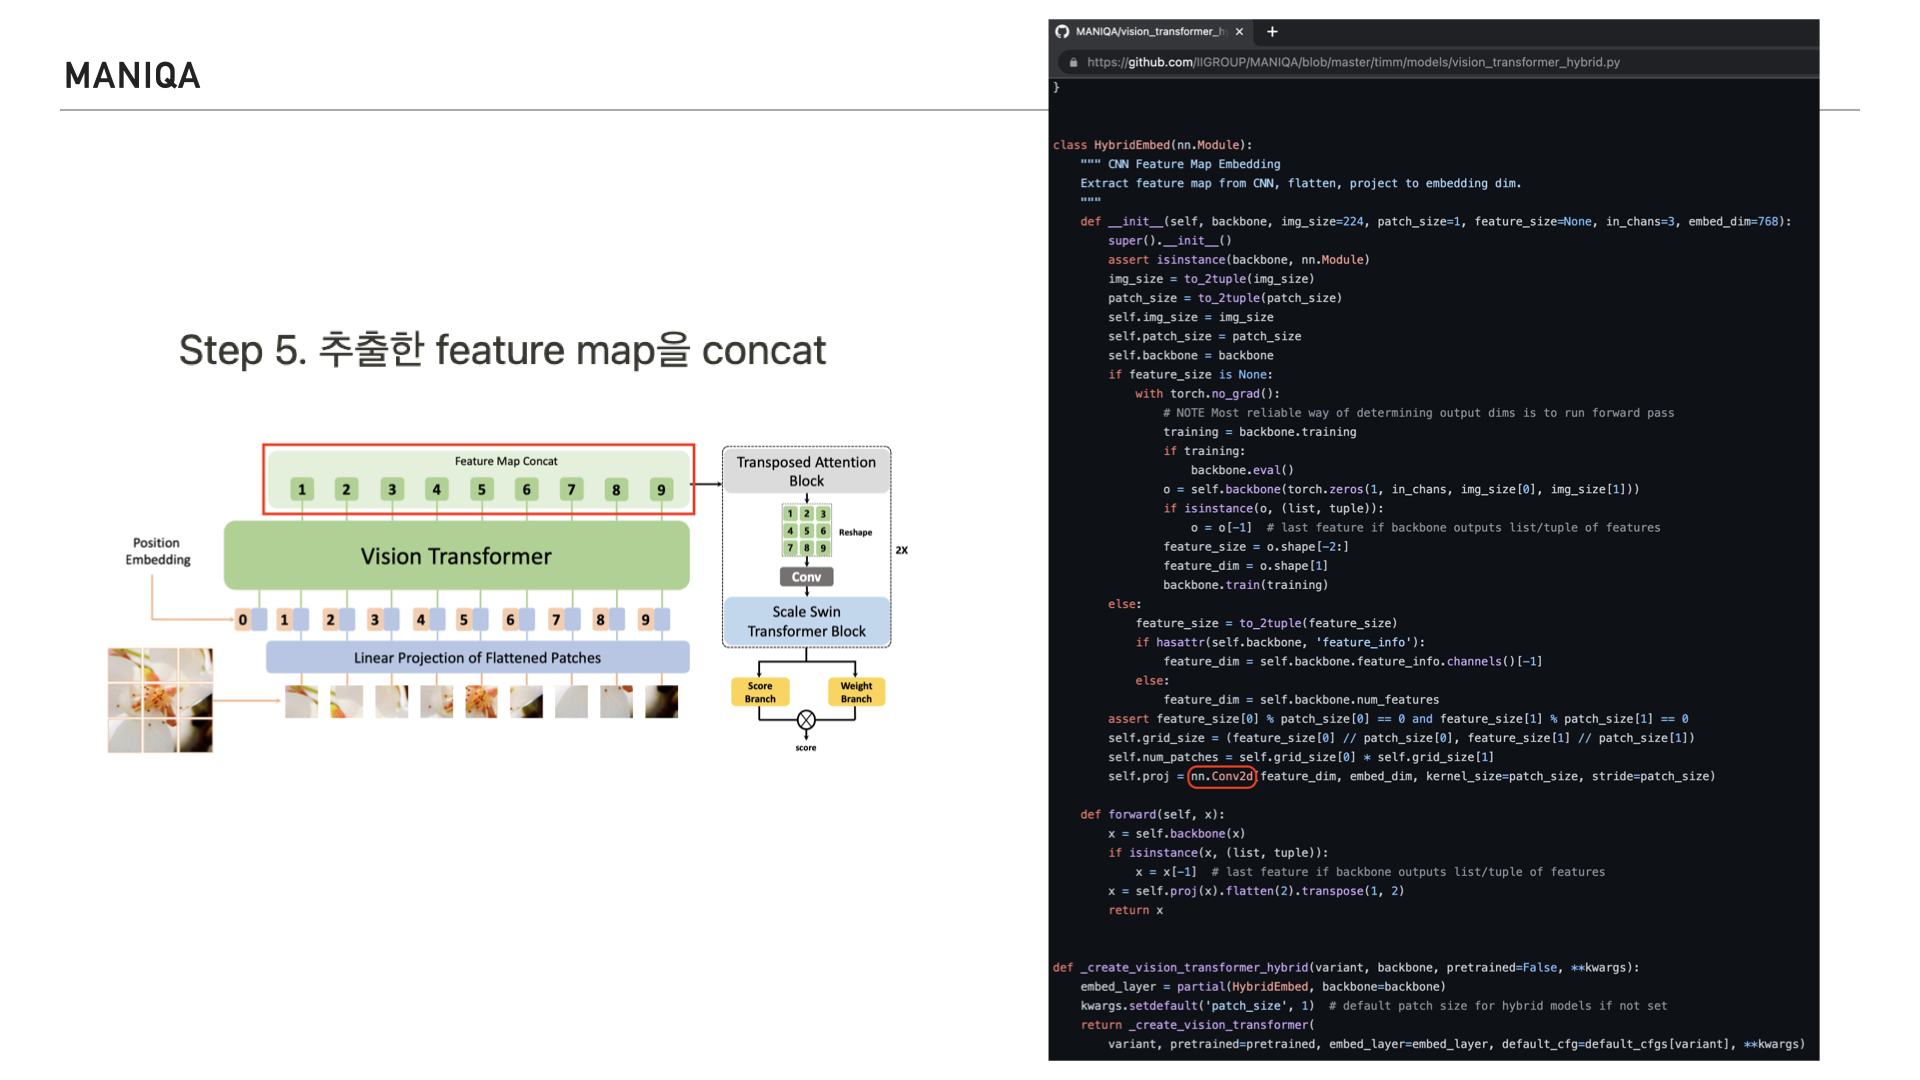 MANIQA
Step 5. 추출한 feature map을 concat
Feature Map Concat
1 2 3 4 5 6 7 8 9
Vision Transformer
Position
Embedding
0 1 2 3 4 5 6 7 8 9
Linear Projection of Flattened Patches
Transposed Attention
Block
1 2 3
4 5 6
7 8 9
Reshape
Conv
2X
Scale Swin
Transformer Block
Score
Branch
Weight
Branch
score
MANIQA/vision_transformer_h
https://github.com/IIGROUP/MANIQA/blob/master/timm/models/vision_transformer_hybrid.py
}
class HybridEmbed(nn.Module):
""" CNN Feature Map Embedding
Extract feature map from CNN, flatten, project to embedding dim.
"""
def __init__(self, backbone, img_size=224, patch_size=1, feature_size=None, in_chans=3, embed_dim=768):
super().__init__()
assert isinstance(backbone, nn.Module)
img_size = to_2tuple(img_size)
patch_size = to_2tuple(patch_size)
self.img_size = img_size
self.patch_size = patch_size
self.backbone = backbone
if feature_size is None:
with torch.no_grad():
# NOTE Most reliable way of determining output dims is to run forward pass
training = backbone.training
if training:
backbone.eval()
o = self.backbone(torch.zeros(1, in_chans, img_size[0], img_size[1]))
if isinstance(o, (list, tuple)):
o = o[-1]  # last feature if backbone outputs list/tuple of features
feature_size = o.shape[-2:]
feature_dim = o.shape[1]
backbone.train(training)
else:
feature_size = to_2tuple(feature_size)
if hasattr(self.backbone, 'feature_info'):
feature_dim = self.backbone.feature_info.channels()[-1]
else:
feature_dim = self.backbone.num_features
assert feature_size[0] % patch_size[0] == 0 and feature_size[1] % patch_size[1] == 0
self.grid_size = (feature_size[0] // patch_size[0], feature_size[1] // patch_size[1])
self.num_patches = self.grid_size[0] * self.grid_size[1]
self.proj = nn.Conv2d(feature_dim, embed_dim, kernel_size=patch_size, stride=patch_size)
def forward(self, x):
x = self.backbone(x)
if isinstance(x, (list, tuple)):
x = x[-1]  # last feature if backbone outputs list/tuple of features
x = self.proj(x).flatten(2).transpose(1, 2)
return x
def _create_vision_transformer_hybrid(variant, backbone, pretrained=False, **kwargs):
embed_layer = partial(HybridEmbed, backbone=backbone)
kwargs.setdefault('patch_size', 1)  # default patch size for hybrid models if not set
return _create_vision_transformer(
variant, pretrained=pretrained, embed_layer=embed_layer, default_cfg=default_cfgs[variant], **kwargs)